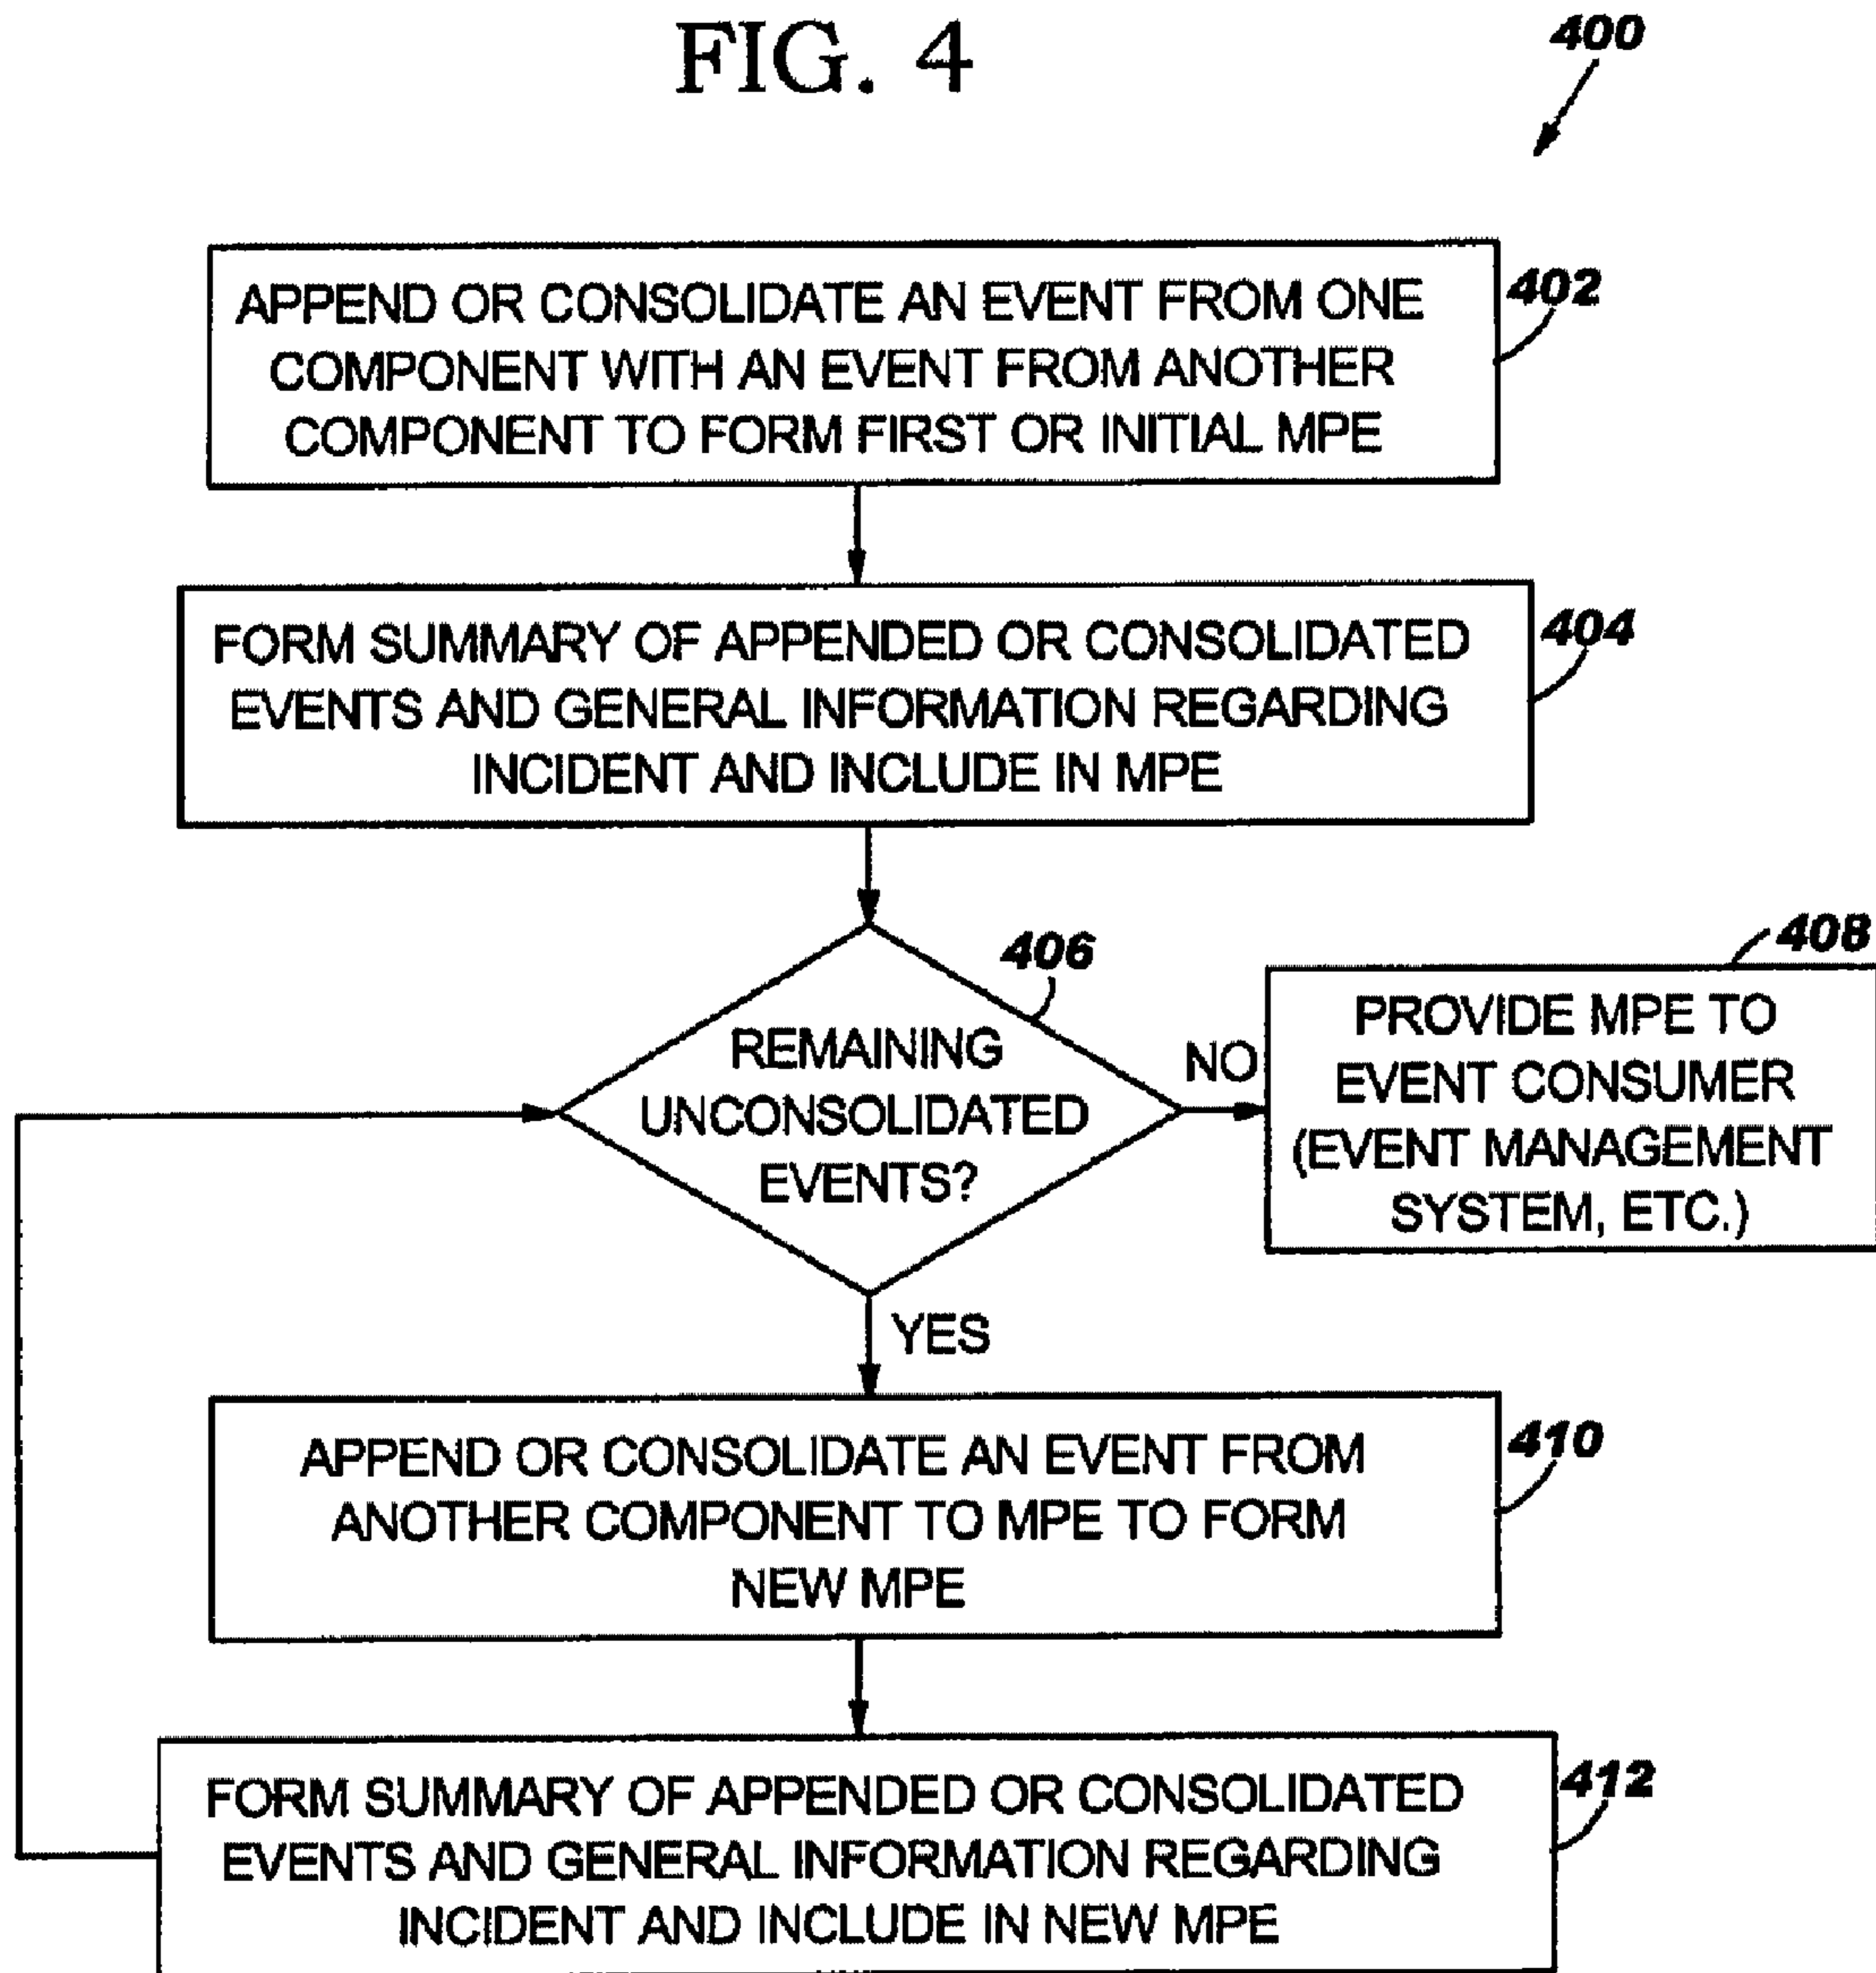 FIG. 4
400
APPEND OR CONSOLIDATE AN EVENT FROM ONE
COMPONENT WITH AN EVENT FROM ANOTHER
COMPONENT TO FORM FIRST OR INITIAL MPE
402
FORM SUMMARY OF APPENDED OR CONSOLIDATED
EVENTS AND GENERAL INFORMATION REGARDING
INCIDENT AND INCLUDE IN MPE
404
406
REMAINING
UNCONSOLIDATED
EVENTS?
NO
408
PROVIDE MPE TO
EVENT CONSUMER
(EVENT MANAGEMENT
SYSTEM, ETC.)
YES
APPEND OR CONSOLIDATE AN EVENT FROM
ANOTHER COMPONENT TO MPE TO FORM
NEW MPE
410
FORM SUMMARY OF APPENDED OR CONSOLIDATED
EVENTS AND GENERAL INFORMATION REGARDING
INCIDENT AND INCLUDE IN NEW MPE
412